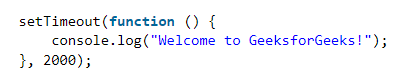 setTimeout(function () {
    console.log("Welcome to GeeksforGeeks!");
}, 2000);